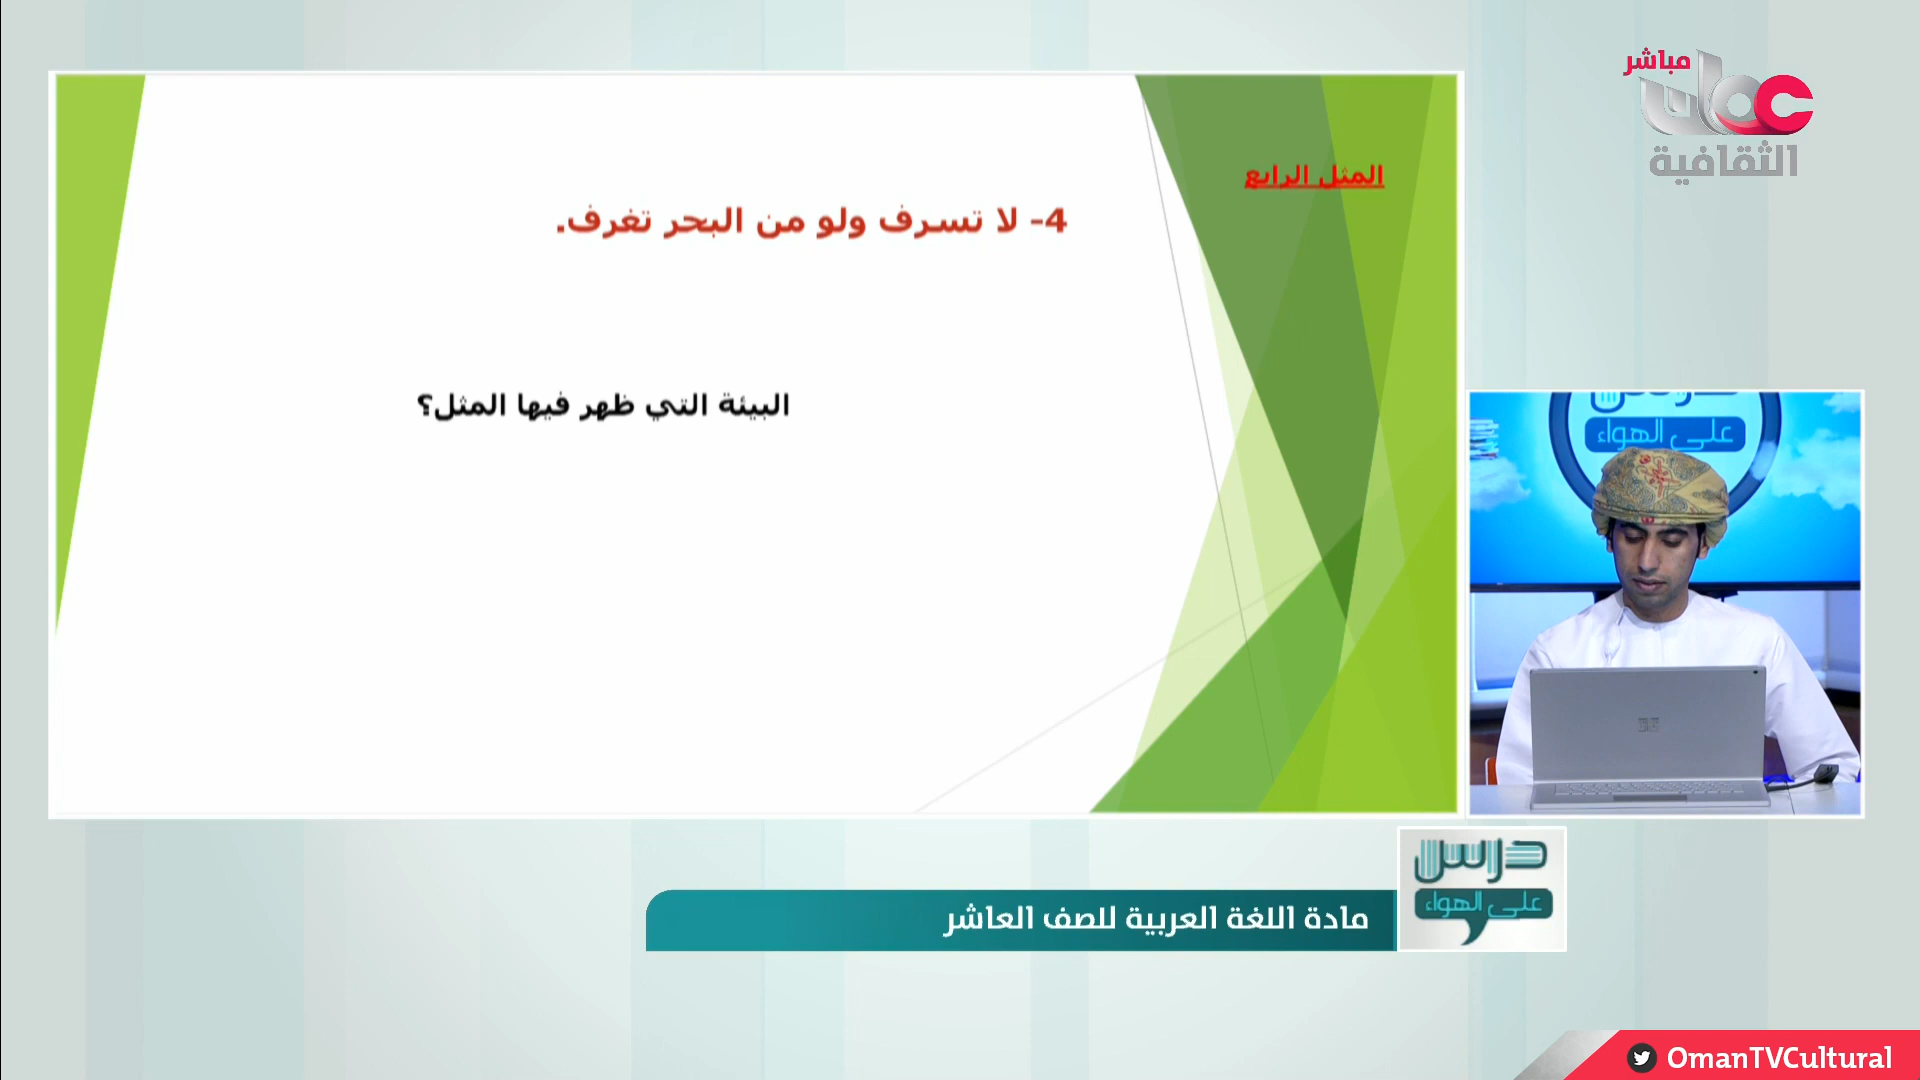 مباشر
عمان
الثقافية
المثل الرابع
4- لا تسرف ولو من البحر تغرف.
البيئة التي ظهر فيها المثل؟
على الهواء
درس
على الهواء
مادة اللغة العربية للصف العاشر
OmanTVCultural